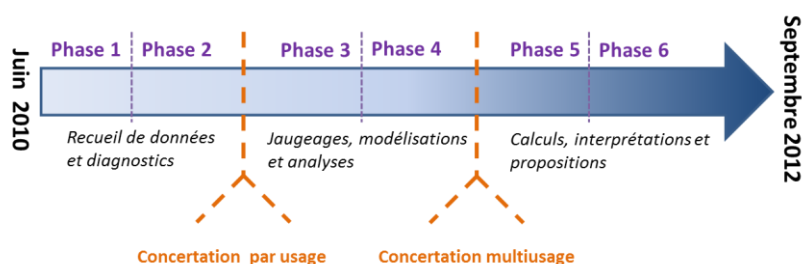 Juin 2010
Phase 1
Phase 2
Phase 3
Phase 4
Phase 5
Phase 6
Septembre 2012
Recueil de données
et diagnostics
Jaugeages, modélisations
et analyses
Calculs, interprétations et
propositions
Concertation par usage
Concertation multiusage